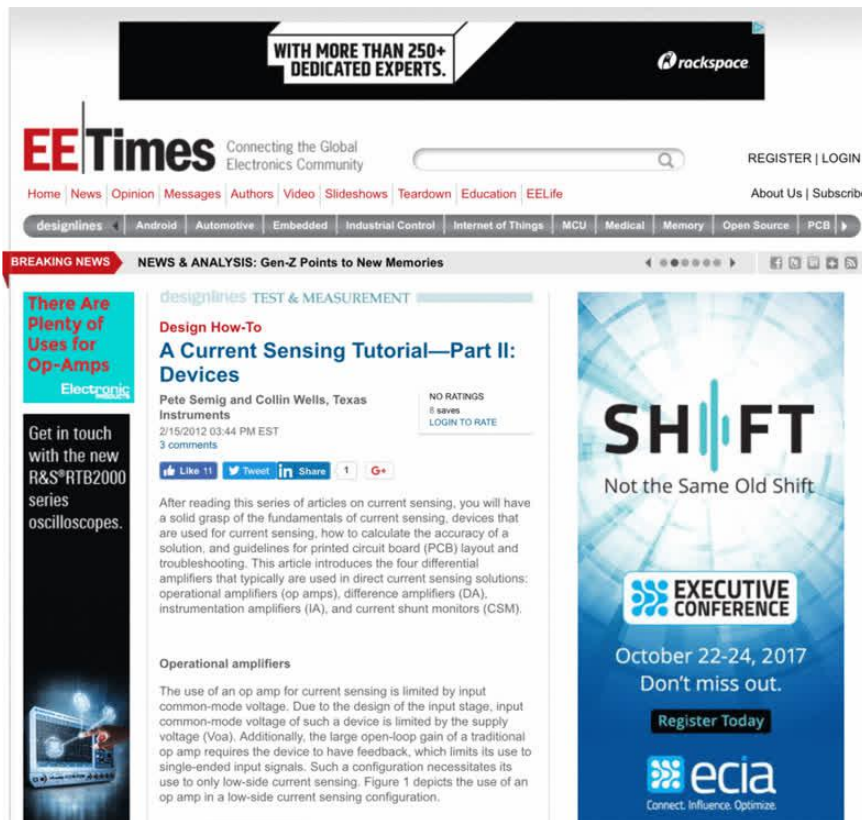 WITH MORE THAN 250+
DEDICATED EXPERTS.
rackspace
EE Times
Connecting the Global
Electronics Community
REGISTER | LOGIN
Home News Opinion Messages Authors Video Slideshows Teardown Education EELife
About Us | Subscribe
designlines Android Automotive Embedded Industrial Control Internet of Things MCU Medical Memory Open Source PCB
BREAKING NEWS NEWS & ANALYSIS: Gen-Z Points to New Memories
There Are
Plenty of
Uses for
Op-Amps
Electronic
PRODUCTS
Get in touch
with the new
R&S®RTB2000
series
oscilloscopes.
designlines TEST & MEASUREMENT
Design How-To
A Current Sensing Tutorial—Part II:
Devices
Pete Semig and Collin Wells, Texas
Instruments
2/15/2012 03:44 PM EST
3 comments
NO RATINGS
6 saves
LOGIN TO RATE
Like 11 Tweet in Share 1 G+
After reading this series of articles on current sensing, you will have
a solid grasp of the fundamentals of current sensing, devices that
are used for current sensing, how to calculate the accuracy of a
solution, and guidelines for printed circuit board (PCB) layout and
troubleshooting. This article introduces the four differential
amplifiers that typically are used in direct current sensing solutions:
operational amplifiers (op amps), difference amplifiers (DA),
instrumentation amplifiers (IA), and current shunt monitors (CSM).
Operational amplifiers
The use of an op amp for current sensing is limited by input
common-mode voltage. Due to the design of the input stage, input
common-mode voltage of such a device is limited by the supply
voltage (Voa). Additionally, the large open-loop gain of a traditional
op amp requires the device to have feedback, which limits its use to
single-ended input signals. Such a configuration necessitates its
use to only low-side current sensing. Figure 1 depicts the use of an
op amp in a low-side current sensing configuration.
SHIFT
Not the Same Old Shift
EXECUTIVE
CONFERENCE
October 22-24, 2017
Don't miss out.
Register Today
ecia
Connect. Influence. Optimize.